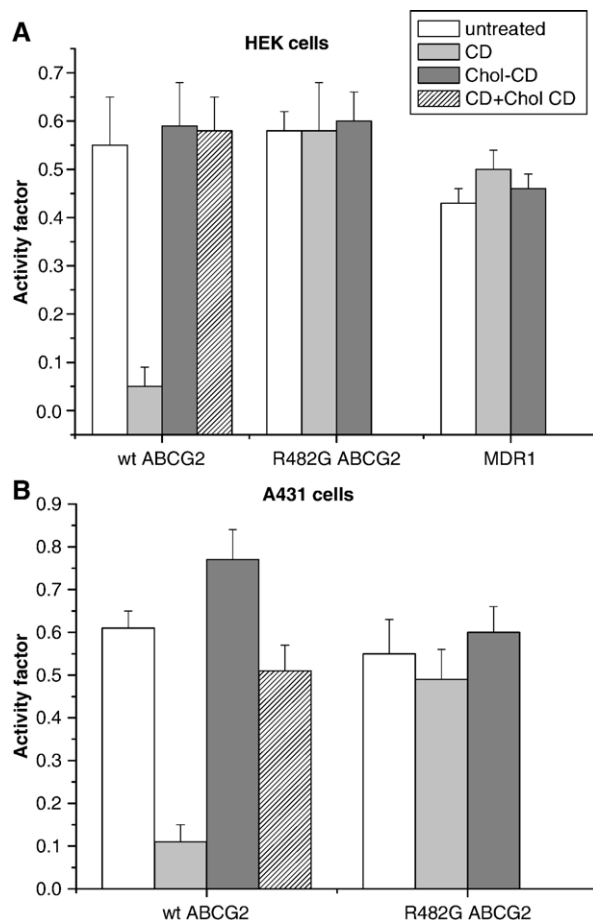 A
HEK cells
untreated
CD
Chol-CD
CD+Chol CD
Activity factor
0.7
0.6
0.5
0.4
0.3
0.2
0.1
0.0
wt ABCG2
R482G ABCG2
MDR1
B
A431 cells
Activity factor
0.9
0.8
0.7
0.6
0.5
0.4
0.3
0.2
0.1
0.0
wt ABCG2
R482G ABCG2